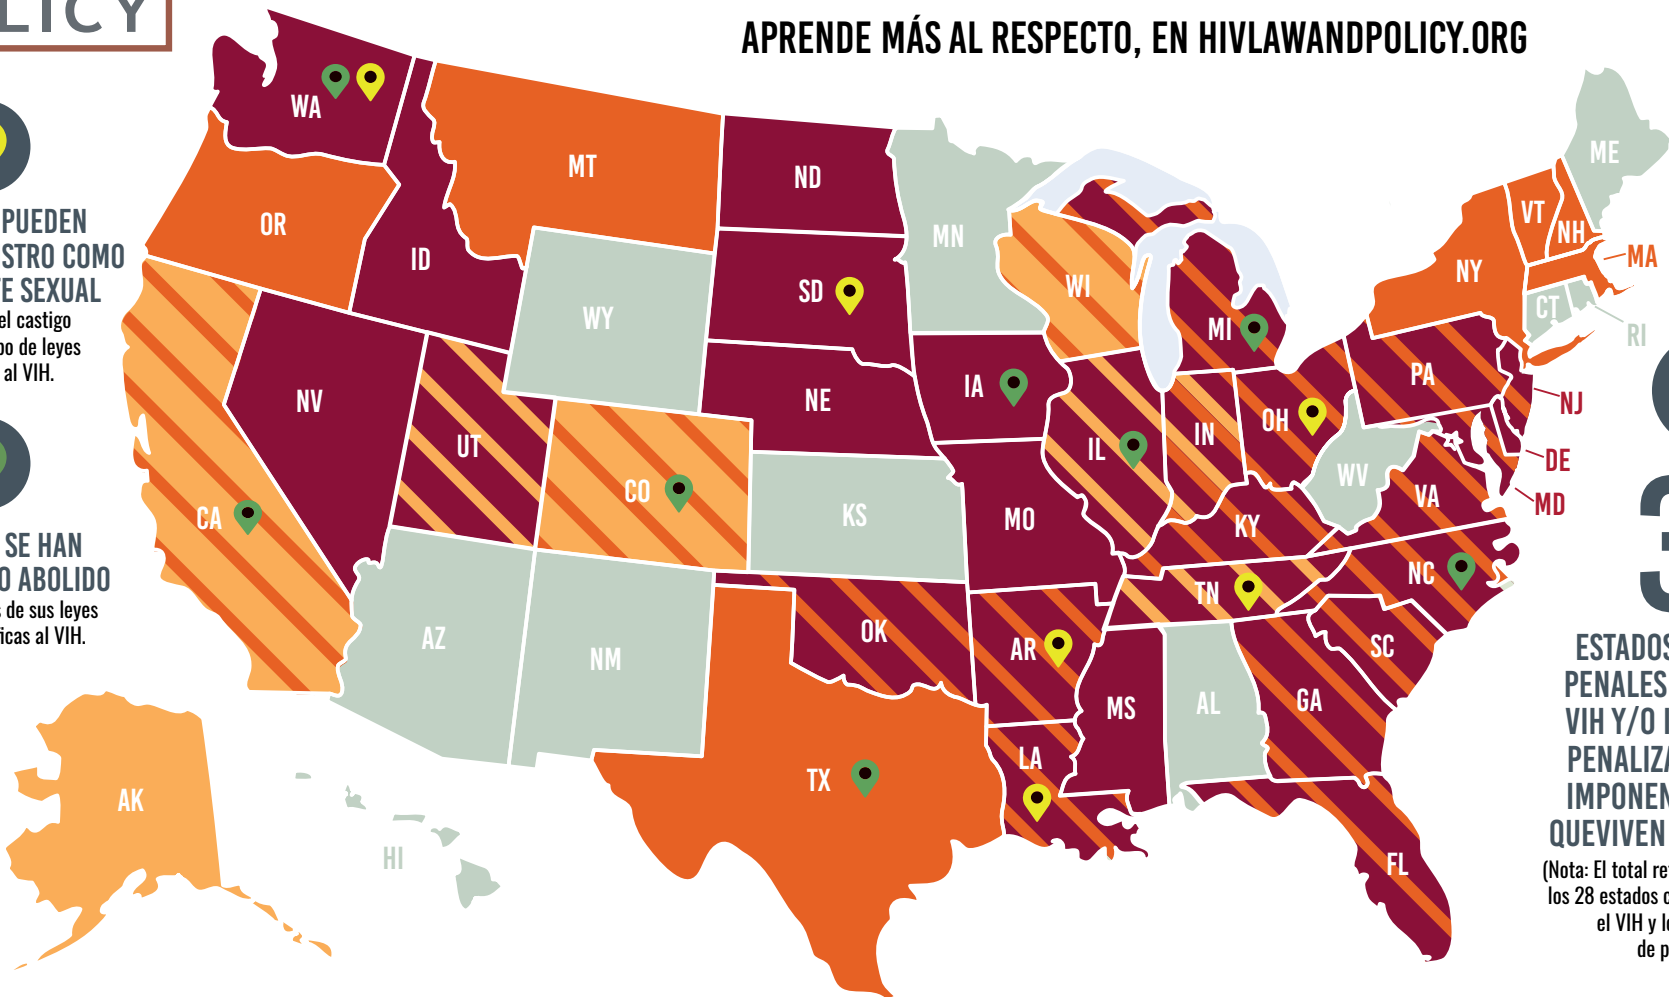 LICY
APRENDE MÁS AL RESPECTO, EN HIVLAWANDPOLICY.ORG
PUEDEN
STRO COMO
E SEXUAL
el castigo
po de leyes
al VIH.
SE HAN
O ABOLIDO
s de sus leyes
ficas al VIH.
WA
MT
ND
OR
ID
SD
MN
WI
MI
ME
VT
NH
NY
MA
CT
RI
WY
NV
UT
CO
NE
IA
IL
IN
OH
PA
NJ
DE
MD
WV
VA
CA
KS
MO
KY
NC
TN
AZ
NM
OK
AR
SC
MS
AL
GA
LA
TX
FL
AK
HI
3
ESTADOS
PENALES
VIH Y/O
PENALIZA
IMPONEN
QUEVIVEN
(Nota: El total re
los 28 estados
el VIH y l
de p